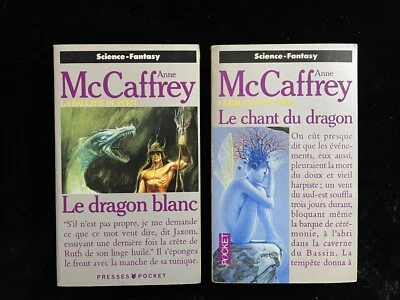 Science-Fantasy
Anne
McCaffrey
LA BALLADE DE PERN
Le dragon blanc
"S'il n'est pas propre, je me demande
ce que ce mot veut dire, dit Jaxom,
essuyant une dernière fois la crête de
Ruth de son linge huilé." Il s'épongea
le front avec la manche de sa tunique.
PRESSES POCKET
Science-Fantasy
Anne
McCaffrey
LA BALLADE DE PERN
Le chant du dragon
On eût presque
dit que les événe-
ments, eux aussi,
pleuraient la mort
du doux et vieil
harpiste; un vent
du sud-est souffla
trois jours durant,
bloquant même
la barque de céré-
monie, à l'abri
dans la caverne
du Bassin. La
tempête donna à
POCKET